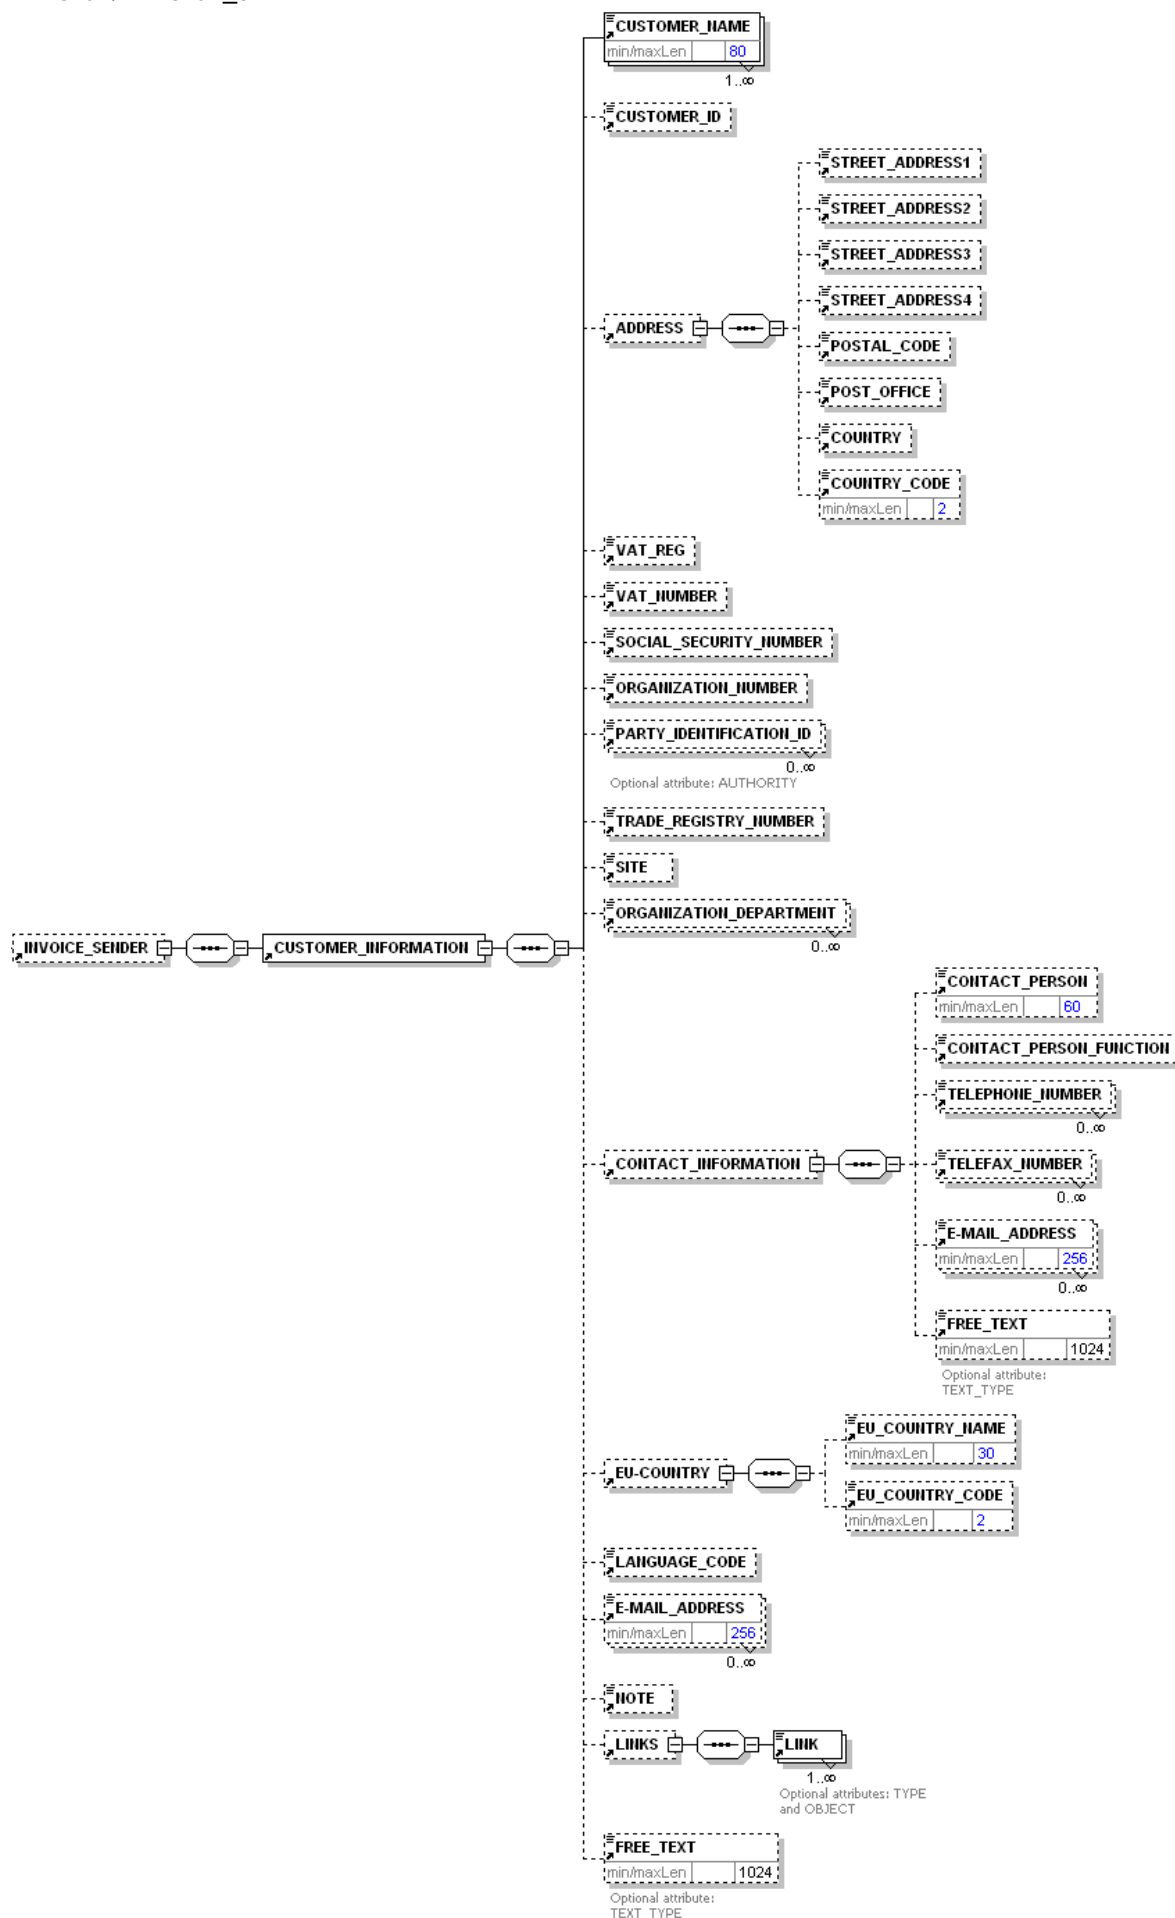 CUSTOMER_NAME
min/maxLen 80
1..∞
CUSTOMER_ID
STREET_ADDRESS1
STREET_ADDRESS2
STREET_ADDRESS3
STREET_ADDRESS4
ADDRESS
POSTAL_CODE
POST_OFFICE
COUNTRY
COUNTRY_CODE
min/maxLen 2
VAT_REG
VAT_NUMBER
SOCIAL_SECURITY_NUMBER
ORGANIZATION_NUMBER
PARTY_IDENTIFICATION_ID
0..∞
Optional attribute: AUTHORITY
TRADE_REGISTRY_NUMBER
SITE
ORGANIZATION_DEPARTMENT
0..∞
INVOICE_SENDER
CUSTOMER_INFORMATION
CONTACT_PERSON
min/maxLen 60
CONTACT_PERSON_FUNCTION
TELEPHONE_NUMBER
0..∞
CONTACT_INFORMATION
TELEFAX_NUMBER
0..∞
E-MAIL_ADDRESS
min/maxLen 256
0..∞
FREE_TEXT
min/maxLen 1024
Optional attribute:
TEXT_TYPE
EU_COUNTRY_NAME
min/maxLen 30
EU-COUNTRY
EU_COUNTRY_CODE
min/maxLen 2
LANGUAGE_CODE
E-MAIL_ADDRESS
min/maxLen 256
0..∞
NOTE
LINKS
LINK
1..∞
Optional attributes: TYPE
and OBJECT
FREE_TEXT
min/maxLen 1024
Optional attribute:
TEXT_TYPE